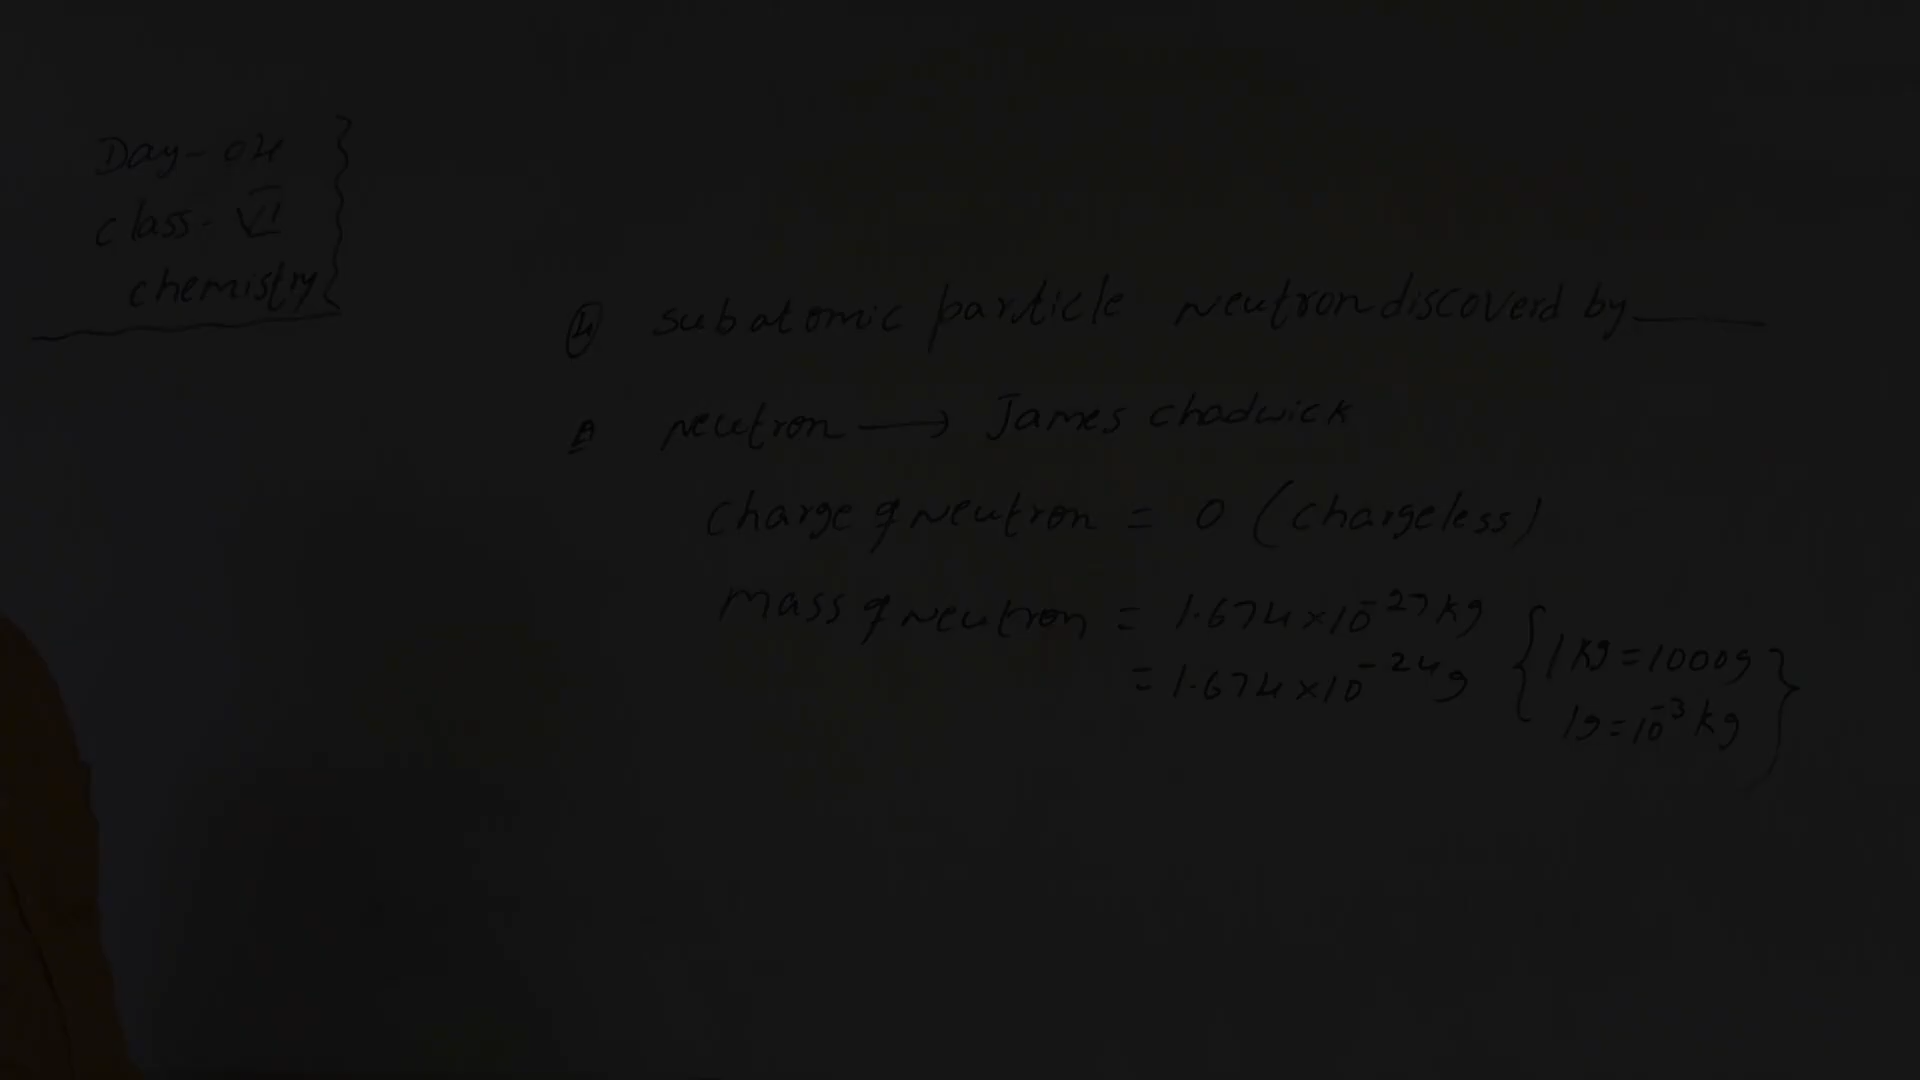 Day-04
class-VI
chemistry
④ subatomic particle neutron discoverd by____
A neutron → James chadwick
charge of neutron = 0 (chargeless)
mass of neutron = 1.674×10⁻²⁷kg
= 1.674×10⁻²⁴g
{1kg=1000g
1g=10⁻³kg}